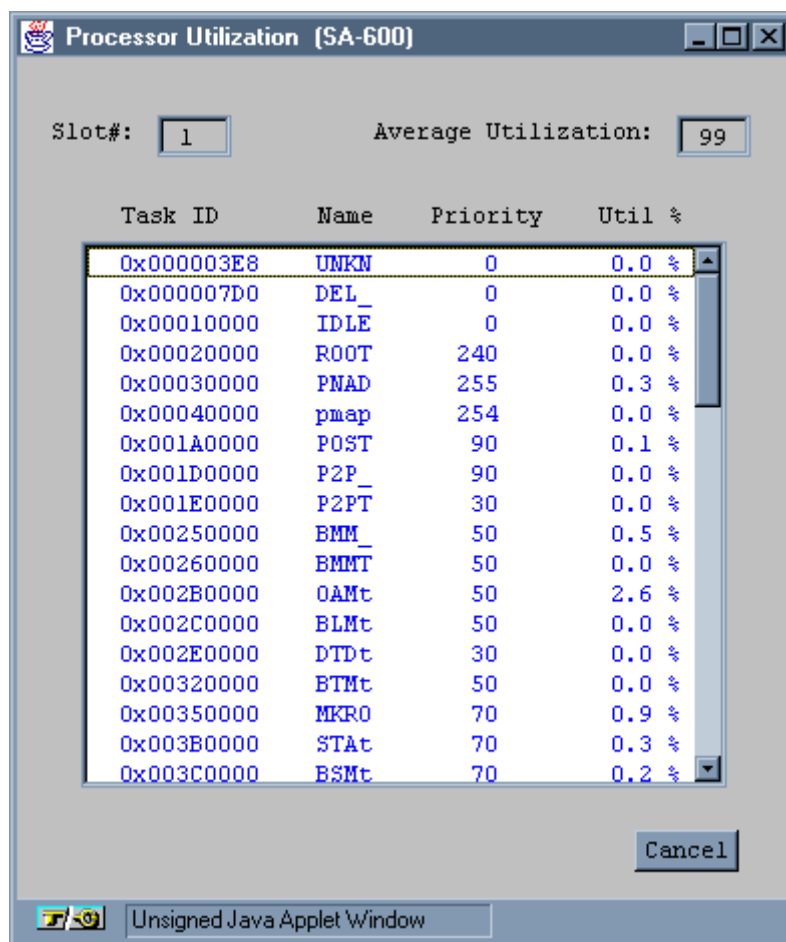 Processor Utilization (SA-600)
Slot#: 1 Average Utilization: 99
Task ID Name Priority Util %
0x000003E8 UNKN 0 0.0 %
0x000007D0 DEL_ 0 0.0 %
0x00010000 IDLE 0 0.0 %
0x00020000 ROOT 240 0.0 %
0x00030000 PNAD 255 0.3 %
0x00040000 pmap 254 0.0 %
0x001A0000 POST 90 0.1 %
0x001D0000 P2P_ 90 0.0 %
0x001E0000 P2PT 30 0.0 %
0x00250000 BMM_ 50 0.5 %
0x00260000 BMMT 50 0.0 %
0x002B0000 OAMt 50 2.6 %
0x002C0000 BLMt 50 0.0 %
0x002E0000 DTDt 30 0.0 %
0x00320000 BTMt 50 0.0 %
0x00350000 MKRO 70 0.9 %
0x003B0000 STAt 70 0.3 %
0x003C0000 BSMt 70 0.2 %
Cancel
Unsigned Java Applet Window